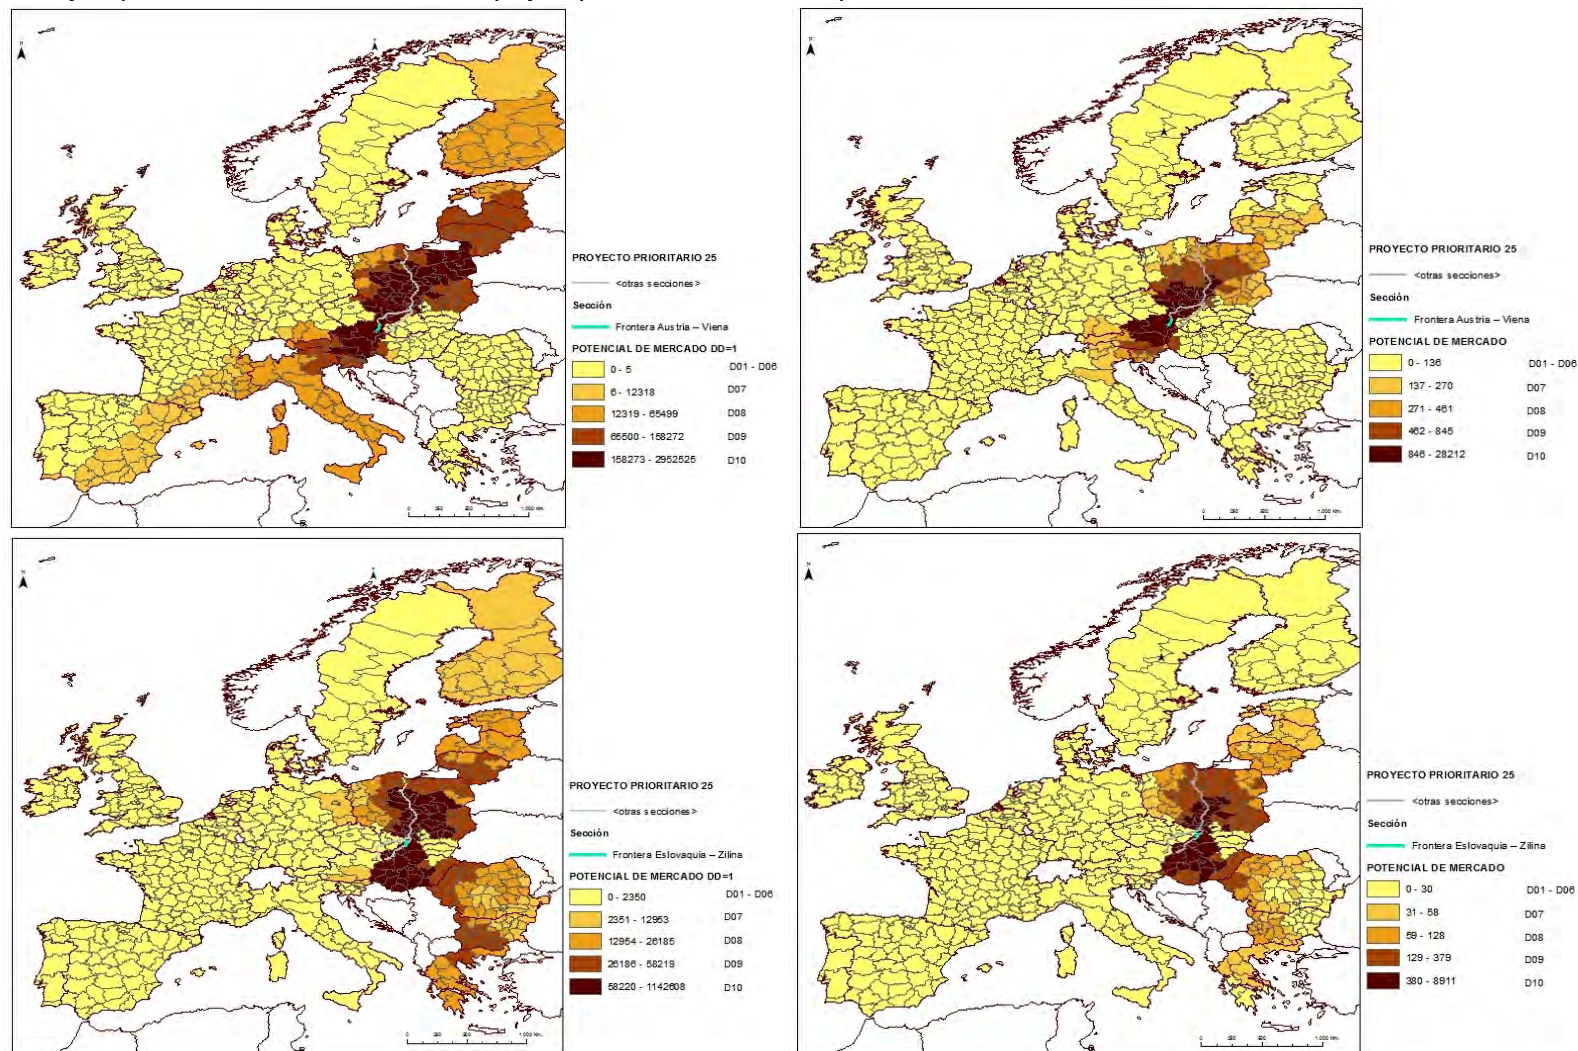 PROYECTO PRIORITARIO 25
<otras secciones>
Sección
Frontera Austria – Viena
POTENCIAL DE MERCADO DD=1
0 - 5 D01 - D06
6 - 12318 D07
12319 - 65499 D08
65500 - 158272 D09
158273 - 2952525 D10
PROYECTO PRIORITARIO 25
<otras secciones>
Sección
Frontera Austria – Viena
POTENCIAL DE MERCADO
0 - 136 D01 - D06
137 - 270 D07
271 - 461 D08
462 - 845 D09
846 - 28212 D10
PROYECTO PRIORITARIO 25
<otras secciones>
Sección
Frontera Eslovaquia – Zilina
POTENCIAL DE MERCADO DD=1
0 - 2350 D01 - D06
2351 - 12953 D07
12954 - 26185 D08
26186 - 58219 D09
58220 - 1142608 D10
PROYECTO PRIORITARIO 25
<otras secciones>
Sección
Frontera Eslovaquia – Zilina
POTENCIAL DE MERCADO
0 - 30 D01 - D06
31 - 58 D07
59 - 128 D08
129 - 379 D09
380 - 8911 D10